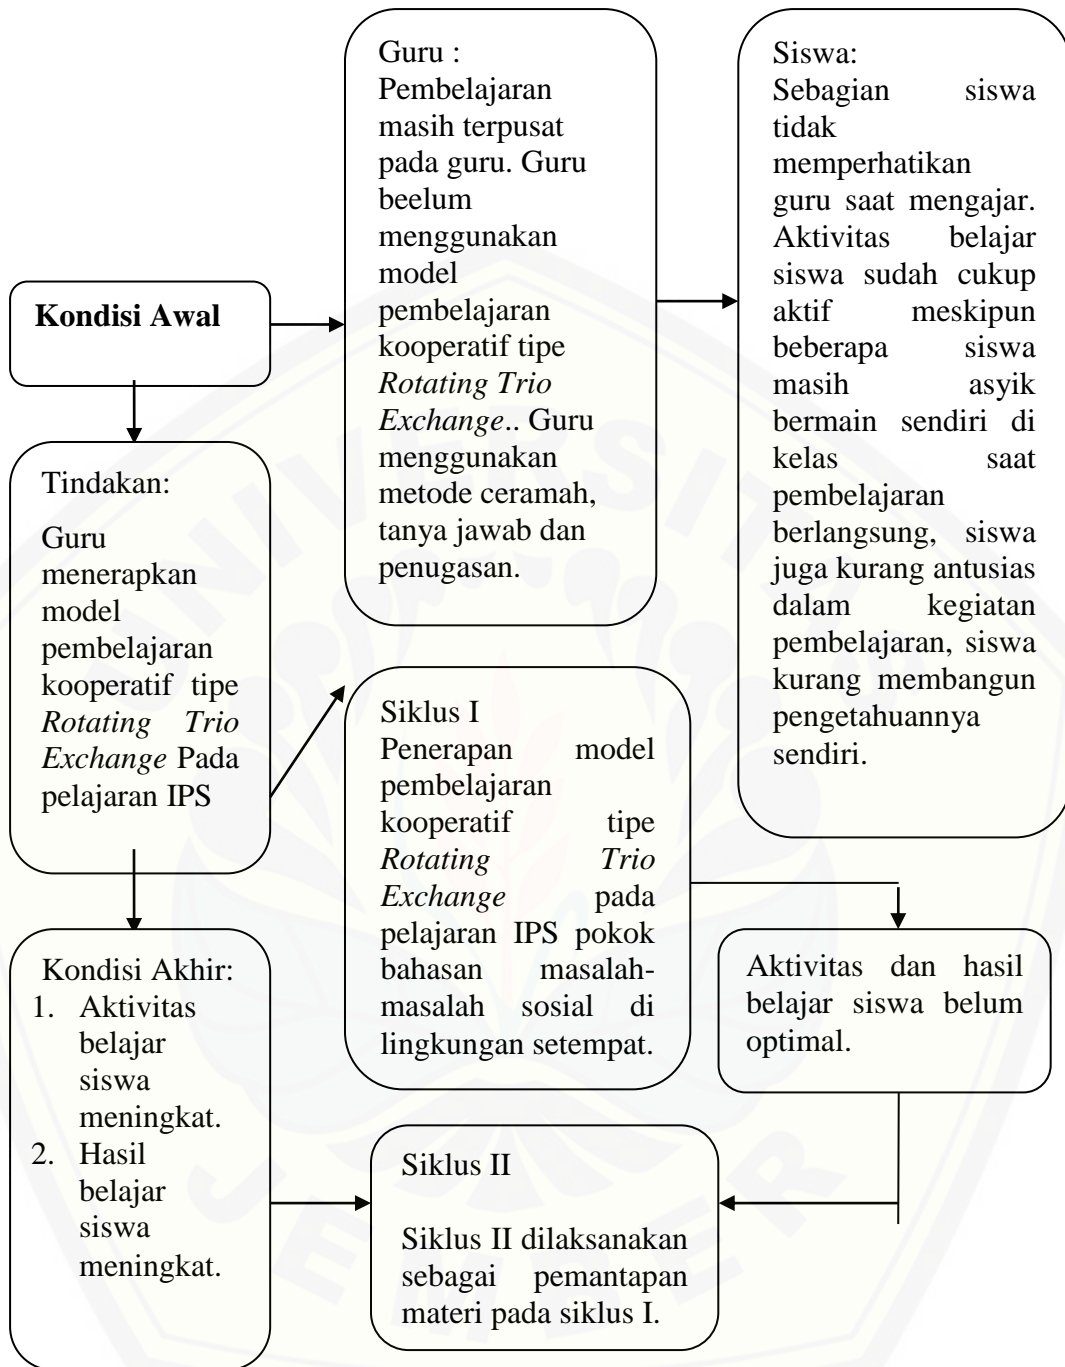 Kondisi Awal
Guru :
Pembelajaran
masih terpusat
pada guru. Guru
beelum
menggunakan
model
pembelajaran
kooperatif tipe
Rotating Trio
Exchange.. Guru
menggunakan
metode ceramah,
tanya jawab dan
penugasan.
Siswa:
Sebagian siswa
tidak
memperhatikan
guru saat mengajar.
Aktivitas belajar
siswa sudah cukup
aktif meskipun
beberapa siswa
masih asyik
bermain sendiri di
kelas saat
pembelajaran
berlangsung, siswa
juga kurang antusias
dalam kegiatan
pembelajaran, siswa
kurang membangun
pengetahuannya
sendiri.
Tindakan:
Guru
menerapkan
model
pembelajaran
kooperatif tipe
Rotating Trio
Exchange Pada
pelajaran IPS
Siklus I
Penerapan model
pembelajaran
kooperatif tipe
Rotating Trio
Exchange pada
pelajaran IPS pokok
bahasan masalah-
masalah sosial di
lingkungan setempat.
Aktivitas dan hasil
belajar siswa belum
optimal.
Kondisi Akhir:
1. Aktivitas
belajar
siswa
meningkat.
2. Hasil
belajar
siswa
meningkat.
Siklus II
Siklus II dilaksanakan
sebagai pemantapan
materi pada siklus I.
UNIVERSITAS
JEMBER